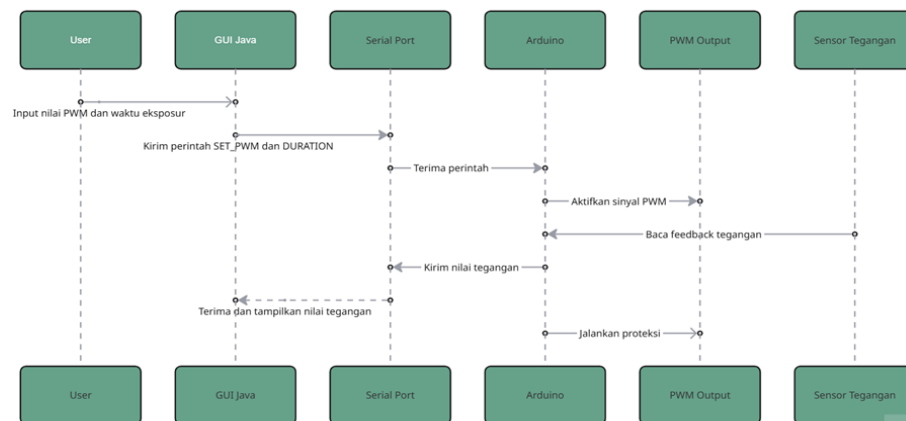 User
GUI Java
Serial Port
Arduino
PWM Output
Sensor Tegangan
Input nilai PWM dan waktu eksposur
Kirim perintah SET_PWM dan DURATION
Terima perintah
Aktifkan sinyal PWM
Baca feedback tegangan
Kirim nilai tegangan
Terima dan tampilkan nilai tegangan
Jalankan proteksi
User
GUI Java
Serial Port
Arduino
PWM Output
Sensor Tegangan